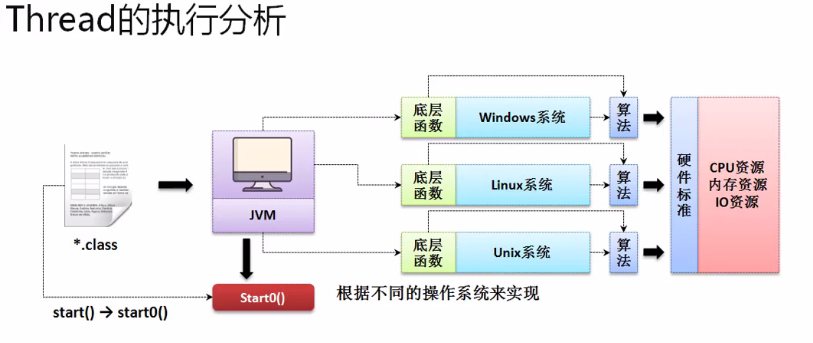 Thread的执行分析
底层
函数
Windows系统
算
法
底层
函数
Linux系统
算
法
底层
函数
Unix系统
算
法
硬
件
标
准
CPU资源
内存资源
IO资源
JVM
*.class
Start0()
根据不同的操作系统来实现
start() → start0()